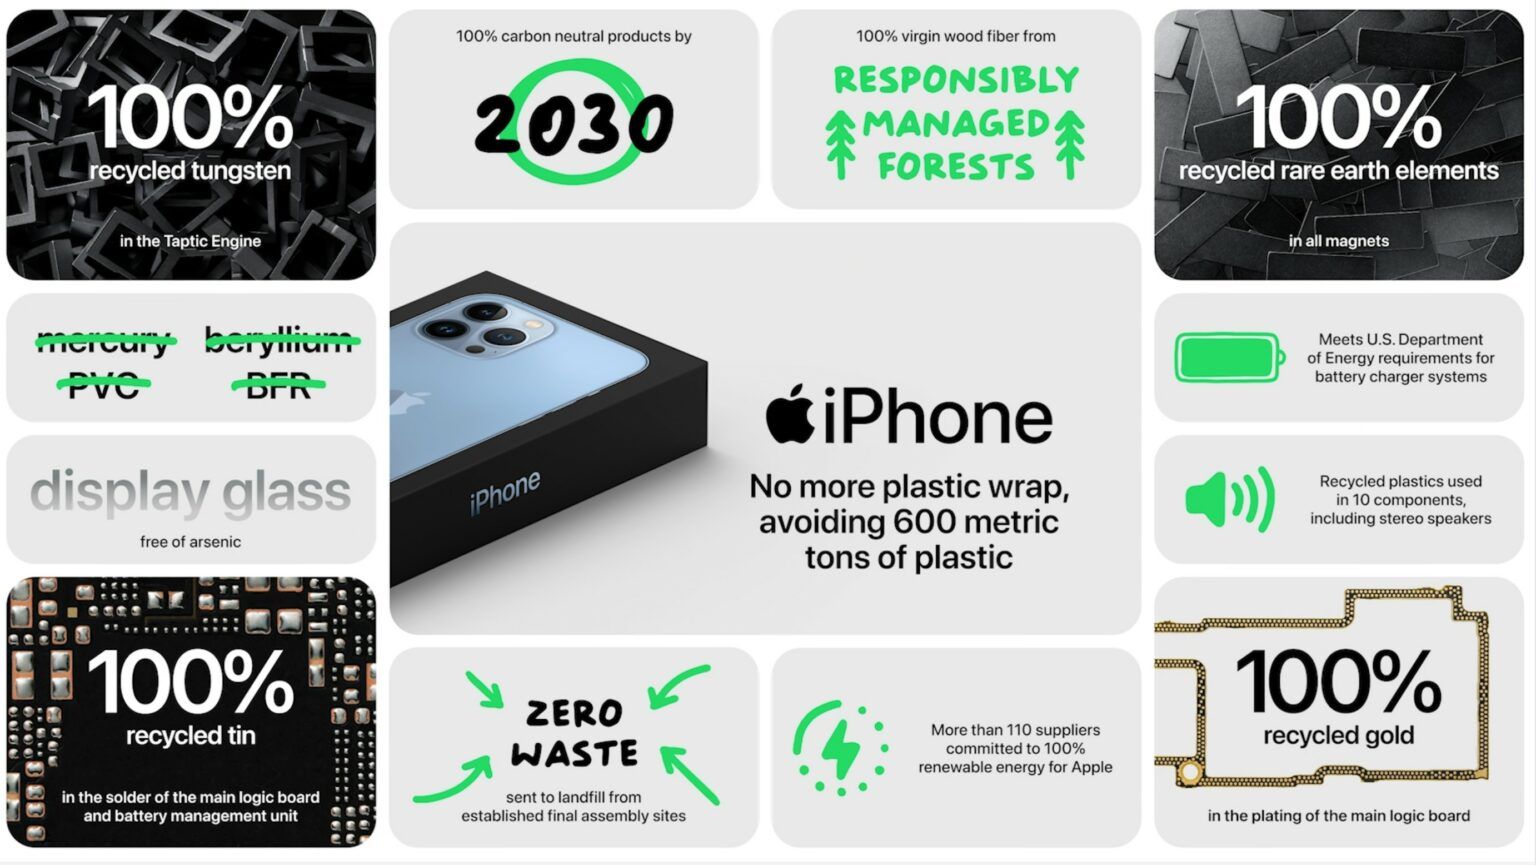 100%
recycled tungsten
in the Taptic Engine
100% carbon neutral products by
2030
100% virgin wood fiber from
RESPONSIBLY
MANAGED
FORESTS
100%
recycled rare earth elements
in all magnets
mercury beryllium
PVC BFR
display glass
free of arsenic
iPhone
iPhone
No more plastic wrap,
avoiding 600 metric
tons of plastic
Meets U.S. Department
of Energy requirements for
battery charger systems
Recycled plastics used
in 10 components,
including stereo speakers
100%
recycled tin
in the solder of the main logic board
and battery management unit
ZERO
WASTE
sent to landfill from
established final assembly sites
More than 110 suppliers
committed to 100%
renewable energy for Apple
100%
recycled gold
in the plating of the main logic board